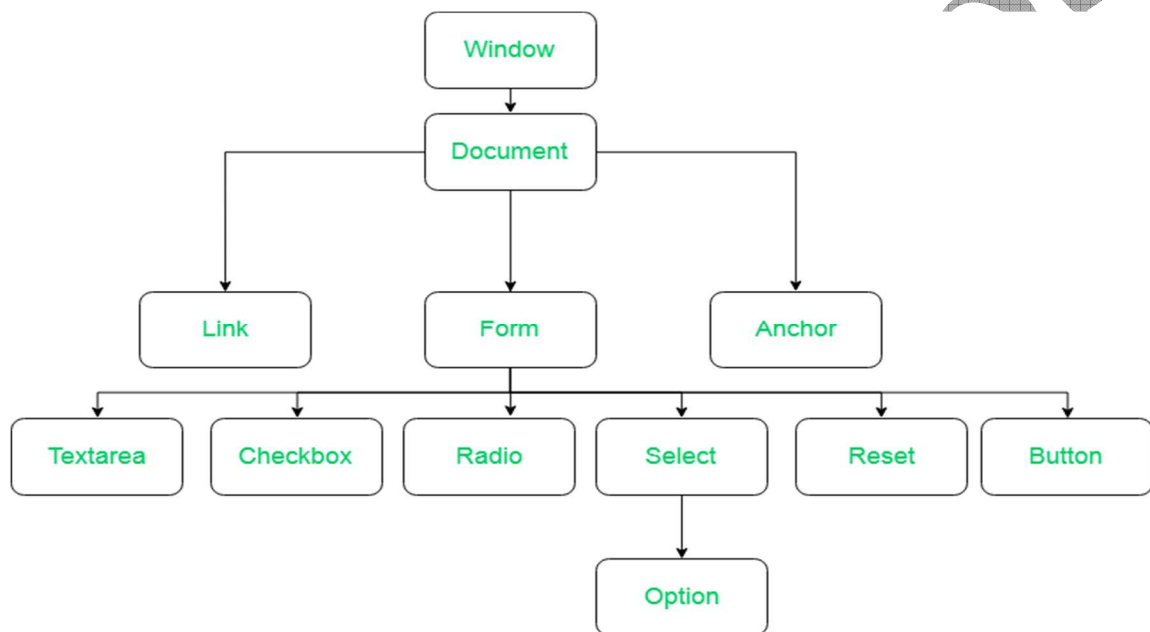 Window
Document
Link
Form
Anchor
Textarea
Checkbox
Radio
Select
Reset
Button
Option